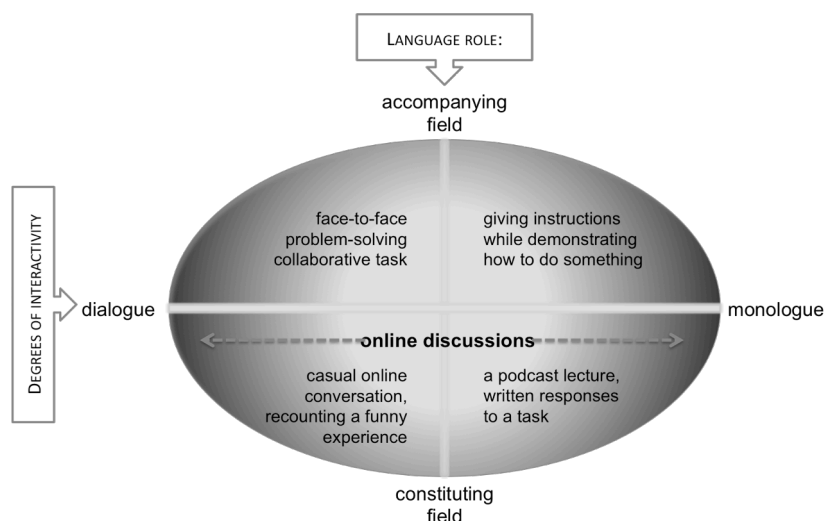 LANGUAGE ROLE:
accompanying
field
DEGREES OF INTERACTIVITY
face-to-face
problem-solving
collaborative task
giving instructions
while demonstrating
how to do something
dialogue
monologue
online discussions
casual online
conversation,
recounting a funny
experience
a podcast lecture,
written responses
to a task
constituting
field